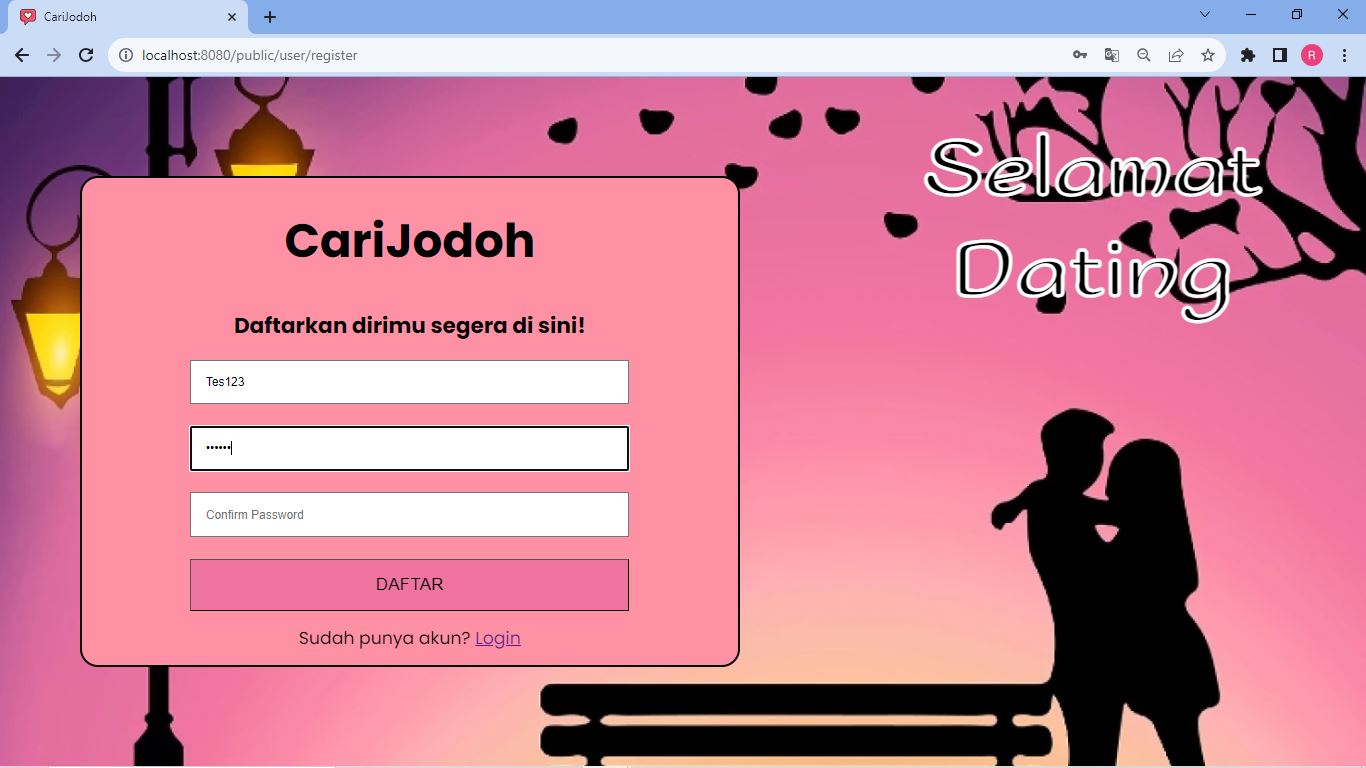 CariJodoh
localhost:8080/public/user/register
R
Selamat
Dating
CariJodoh
Daftarkan dirimu segera di sini!
Tes123
••••••
Confirm Password
DAFTAR
Sudah punya akun? Login